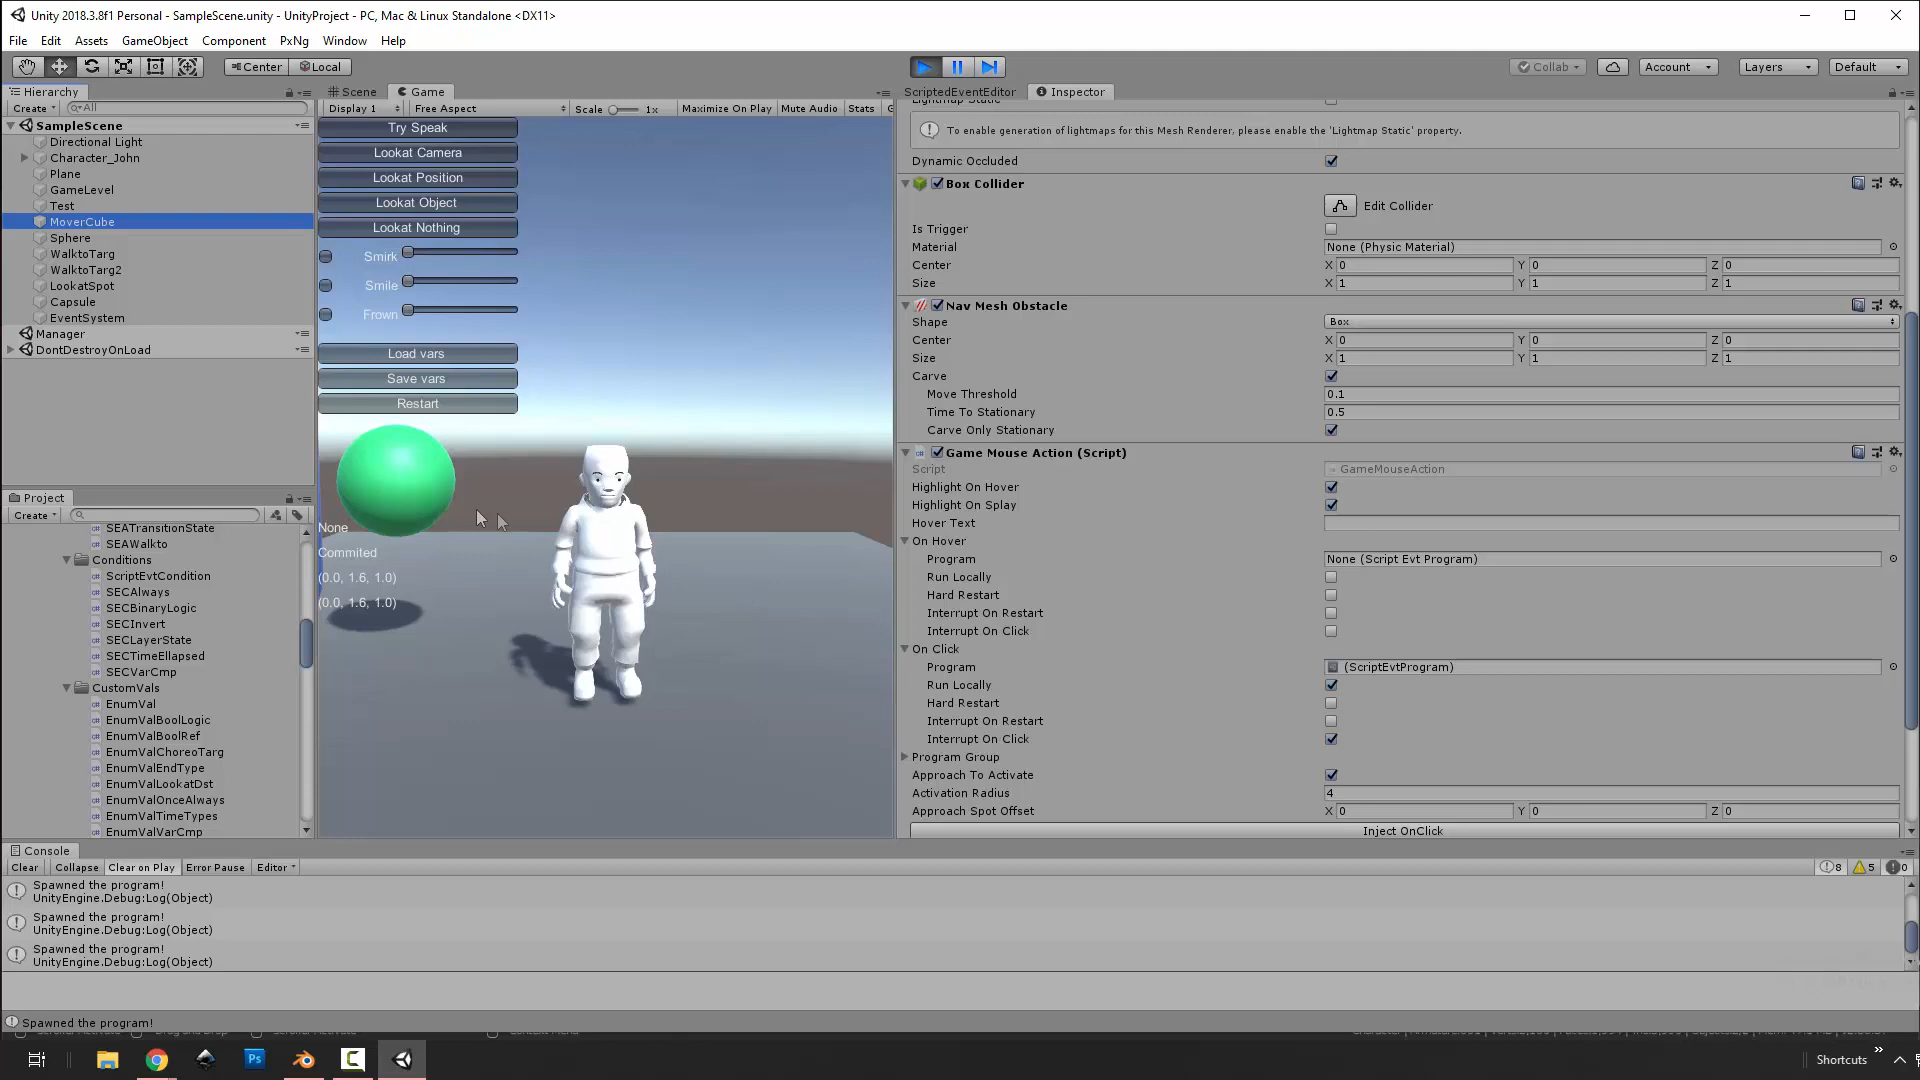 Unity 2018.3.8f1 Personal - SampleScene.unity - UnityProject - PC, Mac & Linux Standalone <DX11>
File Edit Assets GameObject Component PxNg Window Help
Center Local Collab Account Layers Default
Hierarchy
Create All
SampleScene
Directional Light
Character_John
Plane
GameLevel
Test
MoverCube
Sphere
WalktoTarg
WalktoTarg2
LookatSpot
Capsule
EventSystem
Manager
DontDestroyOnLoad
Project
Create
SEATransitionState
SEAWalkto
Conditions
ScriptEvtCondition
SECAlways
SECBinaryLogic
SECInvert
SECLayerState
SECTimeEllapsed
SECVarCmp
CustomVals
EnumVal
EnumValBoolLogic
EnumValBoolRef
EnumValChoreoTarg
EnumValEndType
EnumValLookatDst
EnumValOnceAlways
EnumValTimeTypes
EnumValVarCmp
Scene Game
Display 1 Free Aspect Scale 1x Maximize On Play Mute Audio Stats G
Try Speak
Lookat Camera
Lookat Position
Lookat Object
Lookat Nothing
Smirk
Smile
Frown
Load vars
Save vars
Restart
None
Commited
(0.0, 1.6, 1.0)
(0.0, 1.6, 1.0)
ScriptedEventEditor Inspector
Lightmap Static
To enable generation of lightmaps for this Mesh Renderer, please enable the 'Lightmap Static' property.
Dynamic Occluded
Box Collider
Edit Collider
Is Trigger
Material None (Physic Material)
Center X 0 Y 0 Z 0
Size X 1 Y 1 Z 1
Nav Mesh Obstacle
Shape Box
Center X 0 Y 0 Z 0
Size X 1 Y 1 Z 1
Carve
Move Threshold 0.1
Time To Stationary 0.5
Carve Only Stationary
Game Mouse Action (Script)
Script GameMouseAction
Highlight On Hover
Highlight On Splay
Hover Text
On Hover
Program None (Script Evt Program)
Run Locally
Hard Restart
Interrupt On Restart
Interrupt On Click
On Click
Program (ScriptEvtProgram)
Run Locally
Hard Restart
Interrupt On Restart
Interrupt On Click
Program Group
Approach To Activate
Activation Radius 4
Approach Spot Offset X 0 Y 0 Z 0
Inject OnClick
Console
Clear Collapse Clear on Play Error Pause Editor 8 5 0
Spawned the program!
UnityEngine.Debug:Log(Object)
Spawned the program!
UnityEngine.Debug:Log(Object)
Spawned the program!
UnityEngine.Debug:Log(Object)
Spawned the program!
Ps
Shortcuts